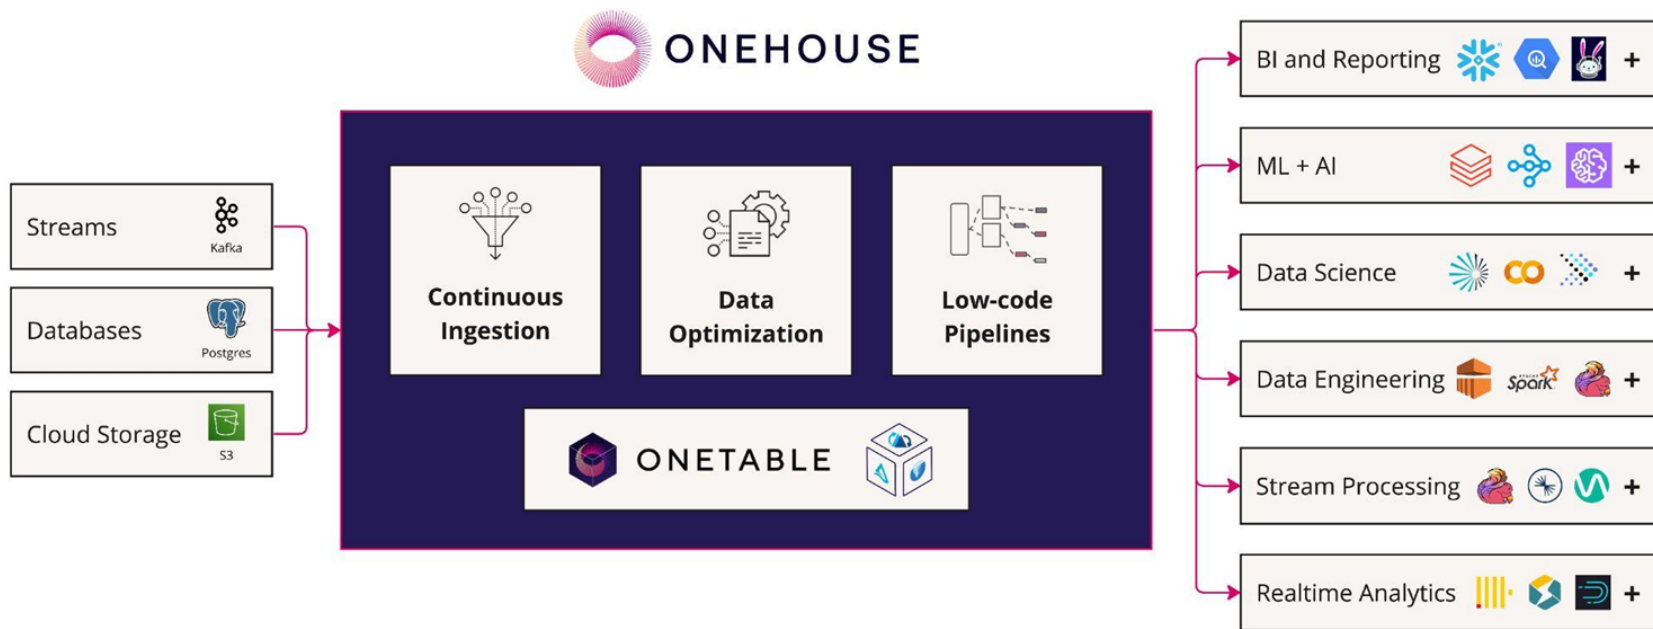 ONEHOUSE
Streams
Kafka
Databases
Postgres
Cloud Storage
S3
Continuous
Ingestion
Data
Optimization
Low-code
Pipelines
ONETABLE
BI and Reporting +
ML + AI +
Data Science +
Data Engineering APACHE Spark +
Stream Processing +
Realtime Analytics +